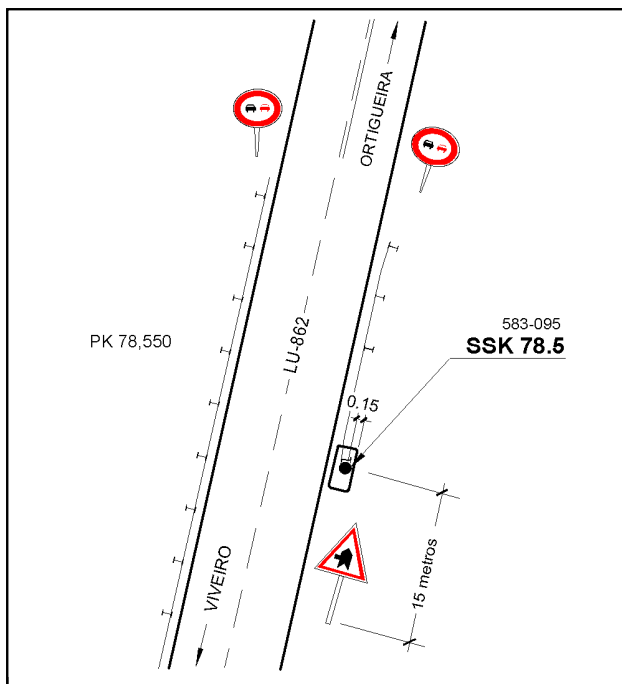 ORTIGUEIRA
PK 78,550
LU-862
583-095
SSK 78.5
0.15
VIVEIRO
15 metros